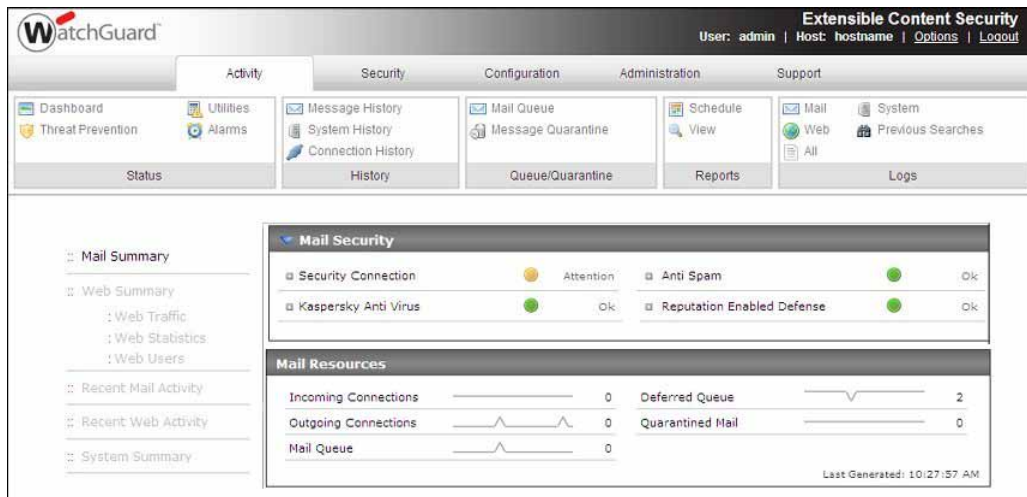 WatchGuard
Extensible Content Security
User: admin | Host: hostname | Options | Logout
Activity Security Configuration Administration Support
Dashboard Utilities Message History Mail Queue Schedule Mail System
Threat Prevention Alarms System History Message Quarantine View Web Previous Searches
Connection History All
Status History Queue/Quarantine Reports Logs
:: Mail Summary
:: Web Summary
: Web Traffic
: Web Statistics
: Web Users
:: Recent Mail Activity
:: Recent Web Activity
:: System Summary
Mail Security
Security Connection Attention Anti Spam Ok
Kaspersky Anti Virus Ok Reputation Enabled Defense Ok
Mail Resources
Incoming Connections 0 Deferred Queue 2
Outgoing Connections 0 Quarantined Mail 0
Mail Queue 0
Last Generated: 10:27:57 AM